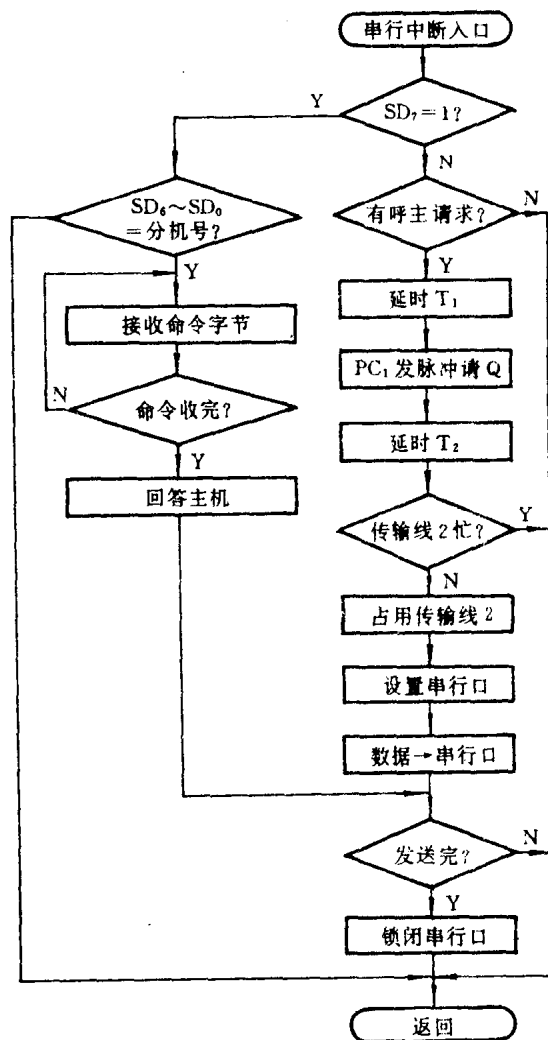 串行中断入口
Y
SD₇=1?
N
SD₆～SD₀
=分机号?
有呼主请求?
N
Y
Y
延时 T₁
接收命令字节
PC₁ 发脉冲请 Q
N
命令收完?
延时 T₂
Y
回答主机
传输线 2 忙?
Y
N
占用传输线 2
设置串行口
数据→串行口
发送完?
N
Y
锁闭串行口
返回